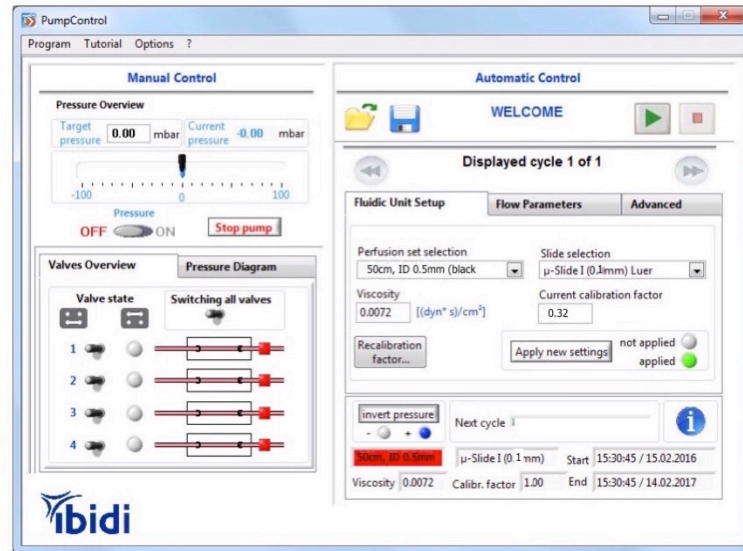 PumpControl
Program Tutorial Options ?
Manual Control
Pressure Overview
Target pressure 0.00 mbar Current pressure -0.00 mbar
-100 0 100
Pressure
OFF ON Stop pump
Valves Overview Pressure Diagram
Valve state Switching all valves
1
2
3
4
ibidi
Automatic Control
WELCOME
Displayed cycle 1 of 1
Fluidic Unit Setup Flow Parameters Advanced
Perfusion set selection Slide selection
50cm, ID 0.5mm (black µ-Slide I (0.1mm) Luer
Viscosity Current calibration factor
0.0072 [(dyn* s)/cm²] 0.32
Recalibration factor... Apply new settings not applied
applied
invert pressure Next cycle
- +
50cm, ID 0.5mm µ-Slide I (0.1 mm) Start 15:30:45 / 15.02.2016
Viscosity 0.0072 Calibr. factor 1.00 End 15:30:45 / 14.02.2017